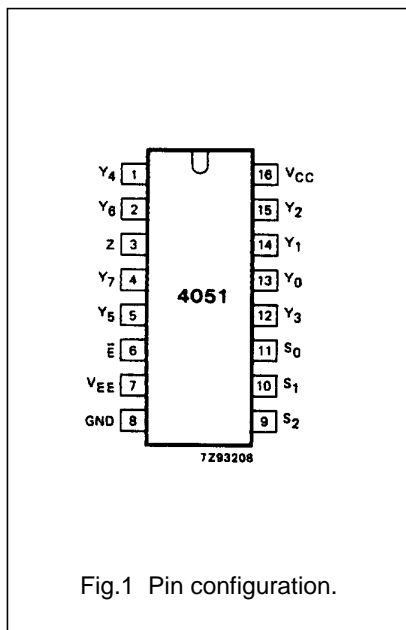 Y4 1 16 VCC
Y6 2 15 Y2
Z 3 14 Y1
Y7 4 13 Y0
4051
Y5 5 12 Y3
E̅ 6 11 S0
VEE 7 10 S1
GND 8 9 S2
7Z93208
Fig.1 Pin configuration.